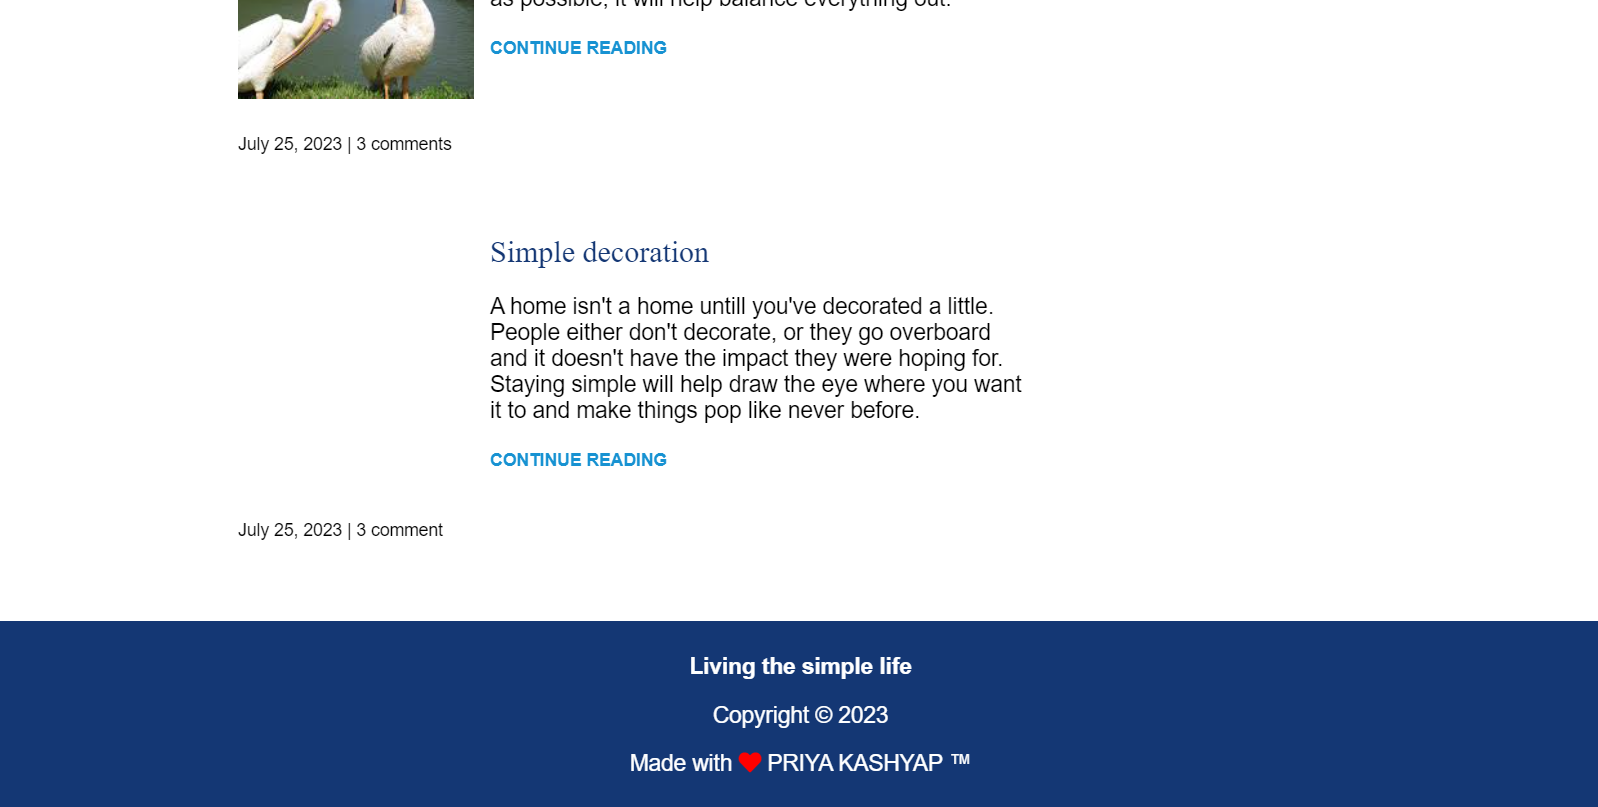 as possible, it will help balance everything out.
CONTINUE READING
July 25, 2023 | 3 comments
Simple decoration
A home isn't a home untill you've decorated a little.
People either don't decorate, or they go overboard
and it doesn't have the impact they were hoping for.
Staying simple will help draw the eye where you want
it to and make things pop like never before.
CONTINUE READING
July 25, 2023 | 3 comment
Living the simple life
Copyright © 2023
Made with ❤ PRIYA KASHYAP ™